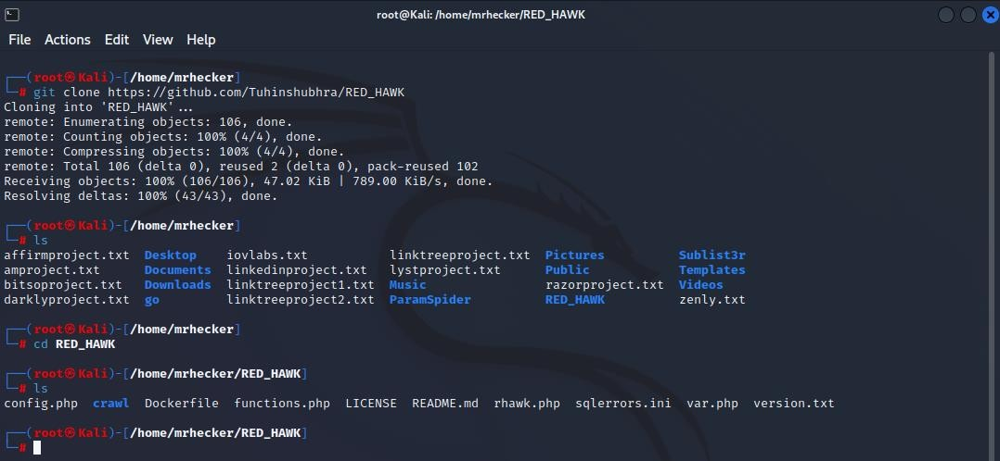 root@Kali: /home/mrhecker/RED_HAWK
File Actions Edit View Help
┌──(root㉿Kali)-[/home/mrhecker]
└─# git clone https://github.com/Tuhinshubhra/RED_HAWK
Cloning into 'RED_HAWK'...
remote: Enumerating objects: 106, done.
remote: Counting objects: 100% (4/4), done.
remote: Compressing objects: 100% (4/4), done.
remote: Total 106 (delta 0), reused 2 (delta 0), pack-reused 102
Receiving objects: 100% (106/106), 47.02 KiB | 789.00 KiB/s, done.
Resolving deltas: 100% (43/43), done.
┌──(root㉿Kali)-[/home/mrhecker]
└─# ls
affirmproject.txt Desktop iovlabs.txt linktreeproject.txt Pictures Sublist3r
amproject.txt Documents linkedinproject.txt lystproject.txt Public Templates
bitsoproject.txt Downloads linktreeproject1.txt Music razorproject.txt Videos
darklyproject.txt go linktreeproject2.txt ParamSpider RED_HAWK zenly.txt
┌──(root㉿Kali)-[/home/mrhecker]
└─# cd RED_HAWK
┌──(root㉿Kali)-[/home/mrhecker/RED_HAWK]
└─# ls
config.php crawl Dockerfile functions.php LICENSE README.md rhawk.php sqlerrors.ini var.php version.txt
┌──(root㉿Kali)-[/home/mrhecker/RED_HAWK]
└─#